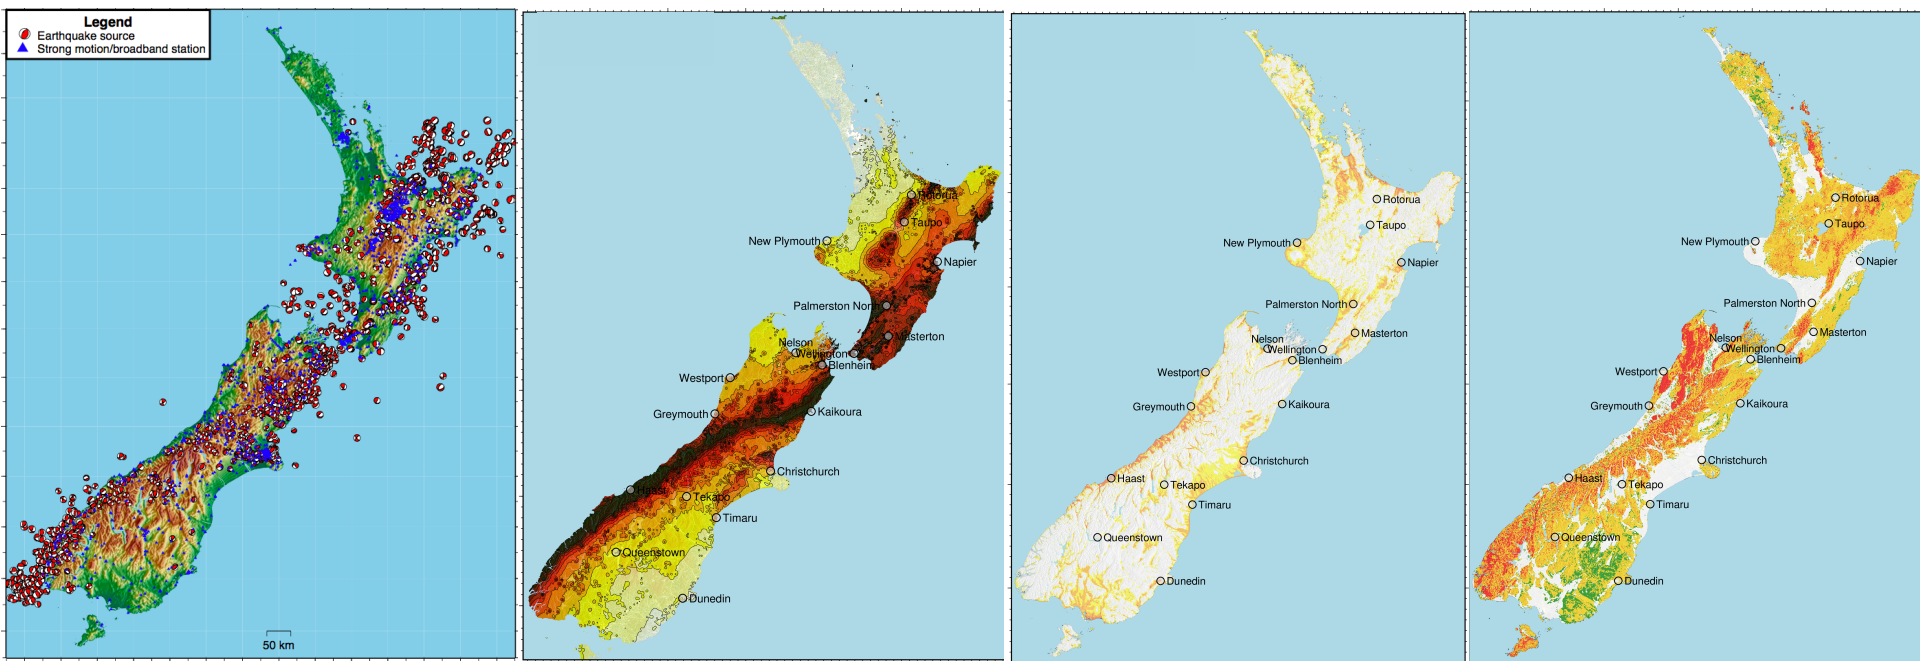 Legend
Earthquake source
Strong motion/broadband station
50 km
Rotorua
Taupo
New Plymouth
Napier
Palmerston North
Masterton
Nelson
Wellington
Blenheim
Westport
Greymouth
Kaikoura
Christchurch
Haast
Tekapo
Timaru
Queenstown
Dunedin
Rotorua
Taupo
New Plymouth
Napier
Palmerston North
Masterton
Nelson
Wellington
Blenheim
Westport
Greymouth
Kaikoura
Christchurch
Haast
Tekapo
Timaru
Queenstown
Dunedin
Rotorua
Taupo
New Plymouth
Napier
Palmerston North
Masterton
Nelson
Wellington
Blenheim
Westport
Greymouth
Kaikoura
Christchurch
Haast
Tekapo
Timaru
Queenstown
Dunedin